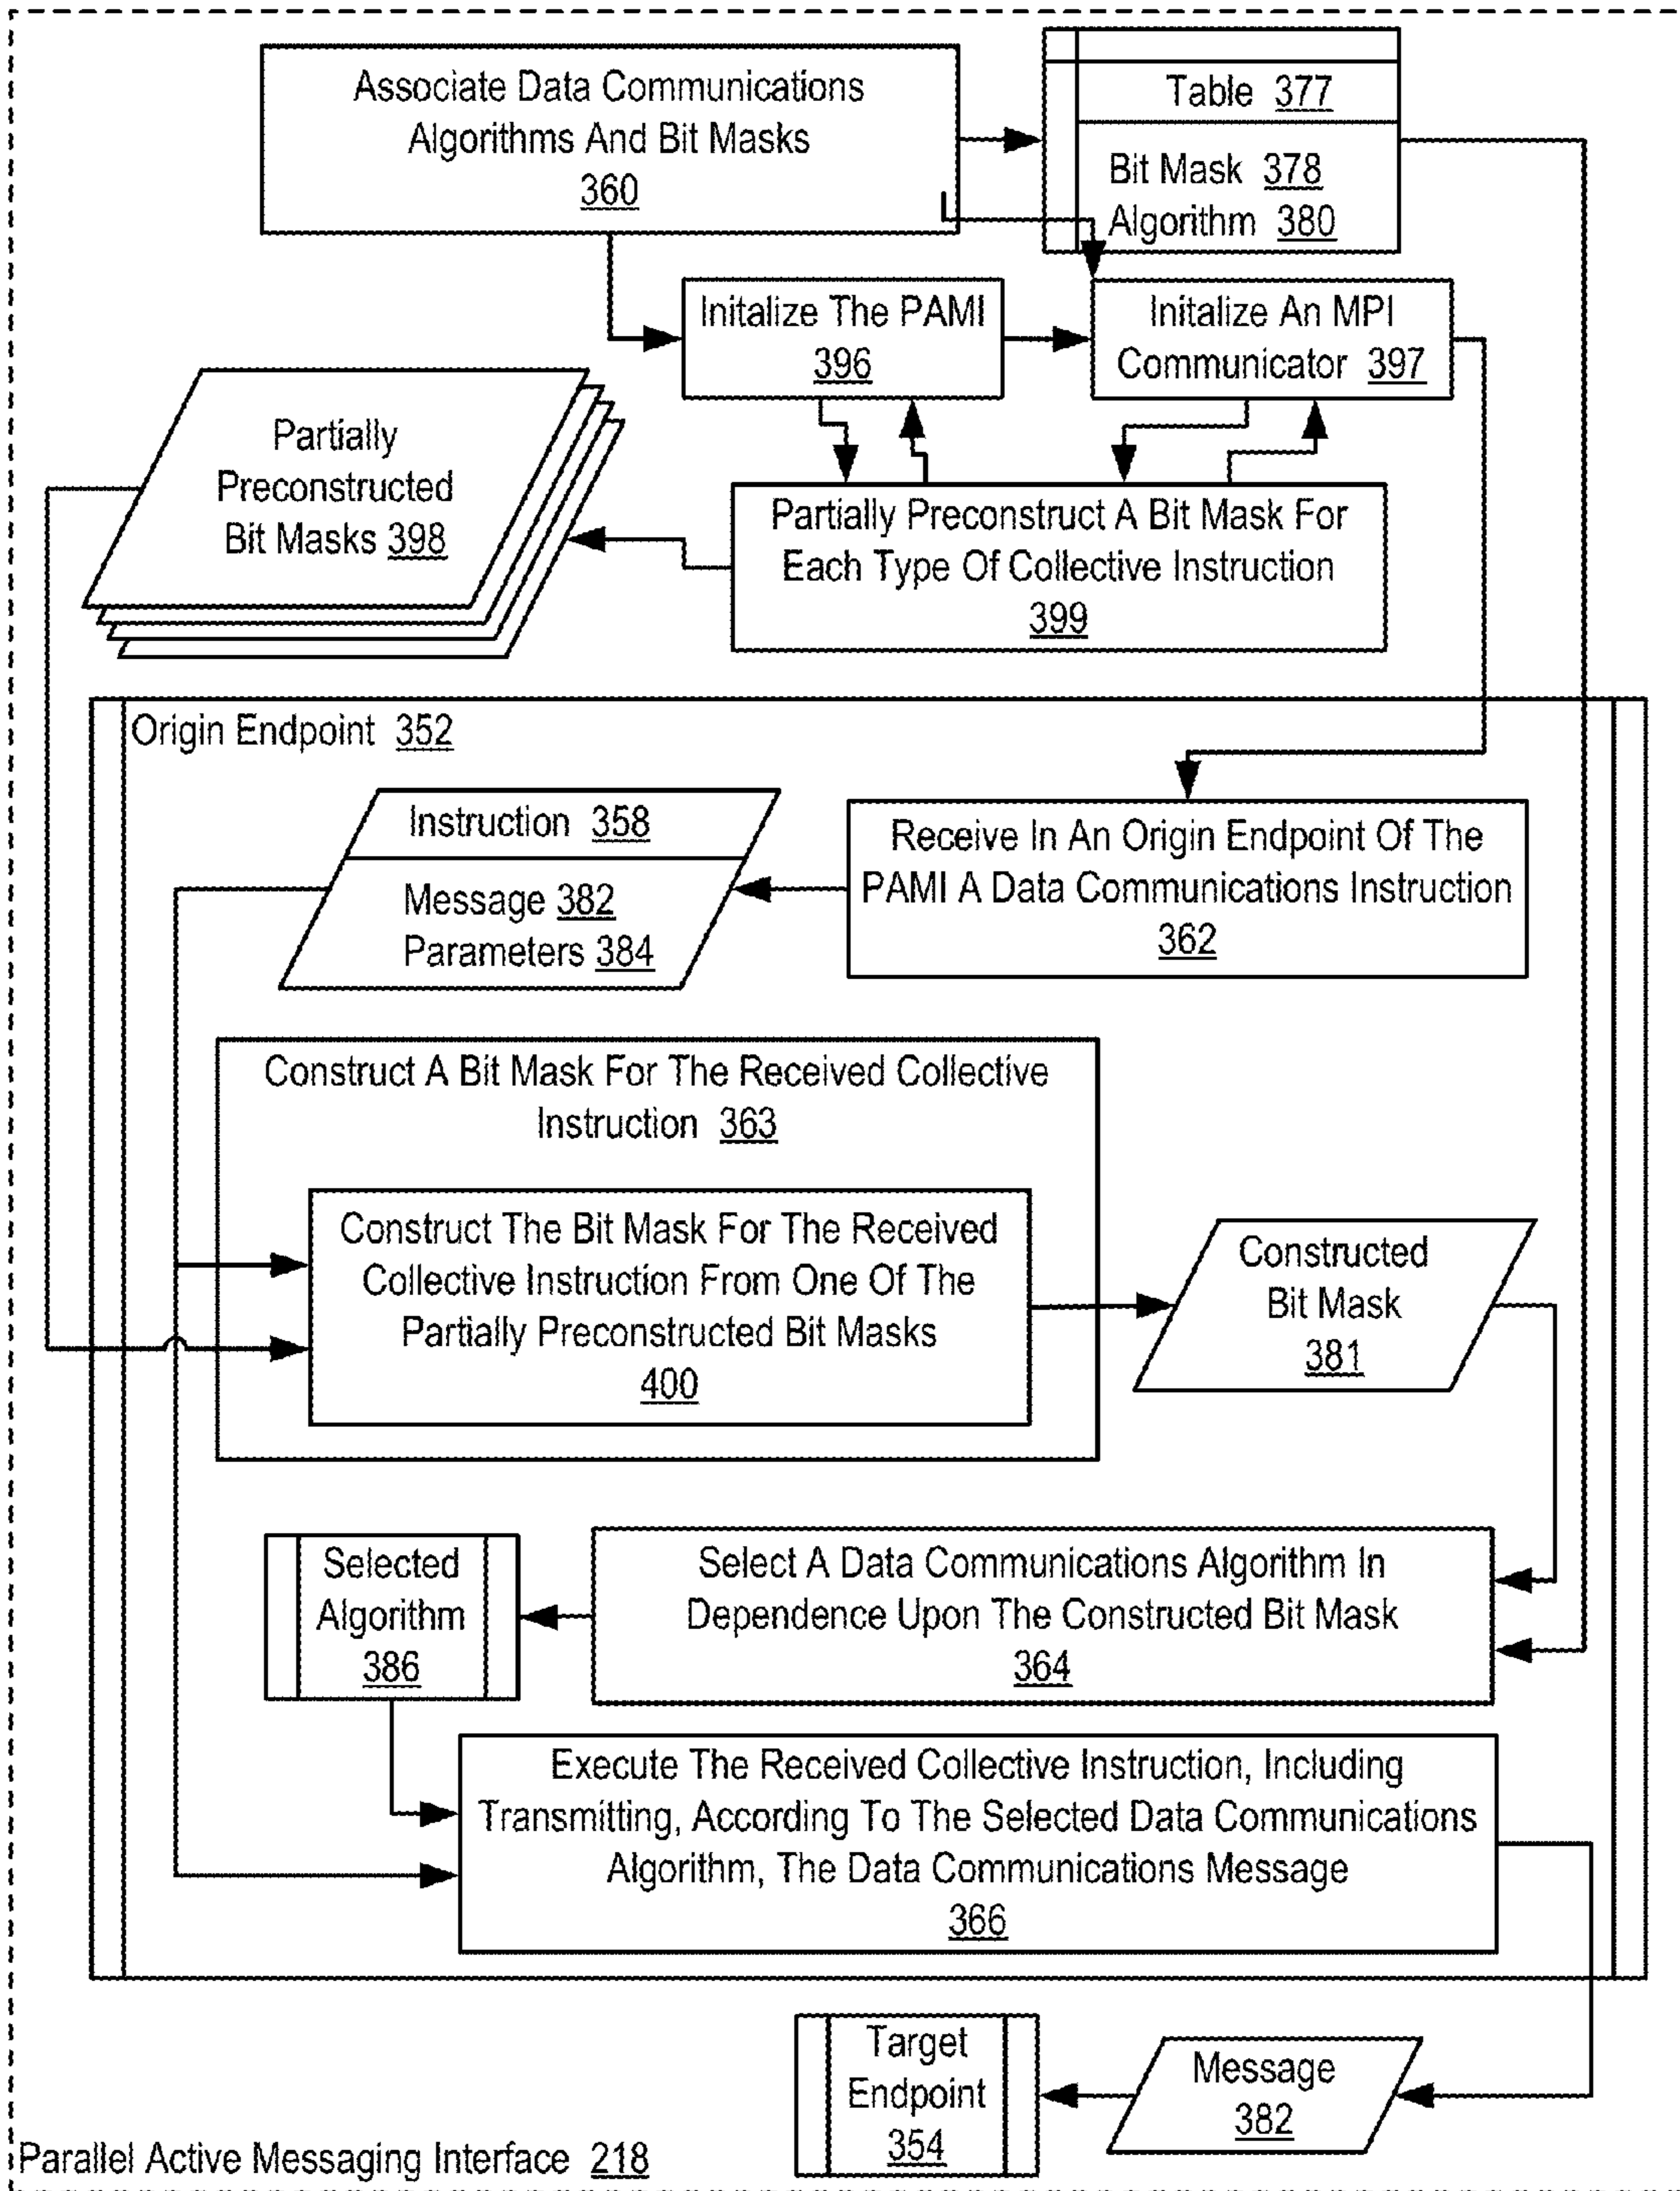 Associate Data Communications
Algorithms And Bit Masks
360
Table 377
Bit Mask 378
Algorithm 380
Initalize The PAMI
396
Initalize An MPI
Communicator 397
Partially
Preconstructed
Bit Masks 398
Partially Preconstruct A Bit Mask For
Each Type Of Collective Instruction
399
Origin Endpoint 352
Instruction 358
Message 382
Parameters 384
Receive In An Origin Endpoint Of The
PAMI A Data Communications Instruction
362
Construct A Bit Mask For The Received Collective
Instruction 363
Construct The Bit Mask For The Received
Collective Instruction From One Of The
Partially Preconstructed Bit Masks
400
Constructed
Bit Mask
381
Selected
Algorithm
386
Select A Data Communications Algorithm In
Dependence Upon The Constructed Bit Mask
364
Execute The Received Collective Instruction, Including
Transmitting, According To The Selected Data Communications
Algorithm, The Data Communications Message
366
Target
Endpoint
354
Message
382
Parallel Active Messaging Interface 218